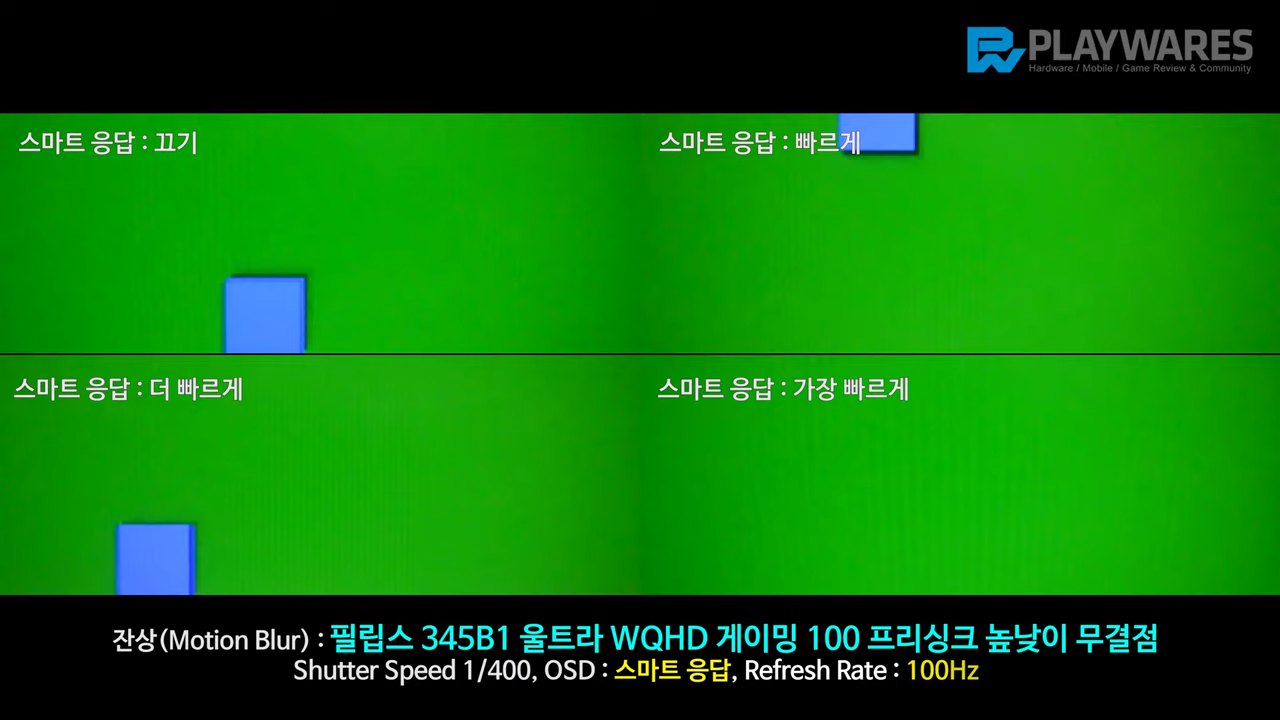 PLAYWARES
Hardware / Mobile / Game Review & Community
스마트 응답 : 끄기
스마트 응답 : 빠르게
스마트 응답 : 더 빠르게
스마트 응답 : 가장 빠르게
잔상(Motion Blur) : 필립스 345B1 울트라 WQHD 게이밍 100 프리싱크 높낮이 무결점
Shutter Speed 1/400, OSD : 스마트 응답, Refresh Rate : 100Hz